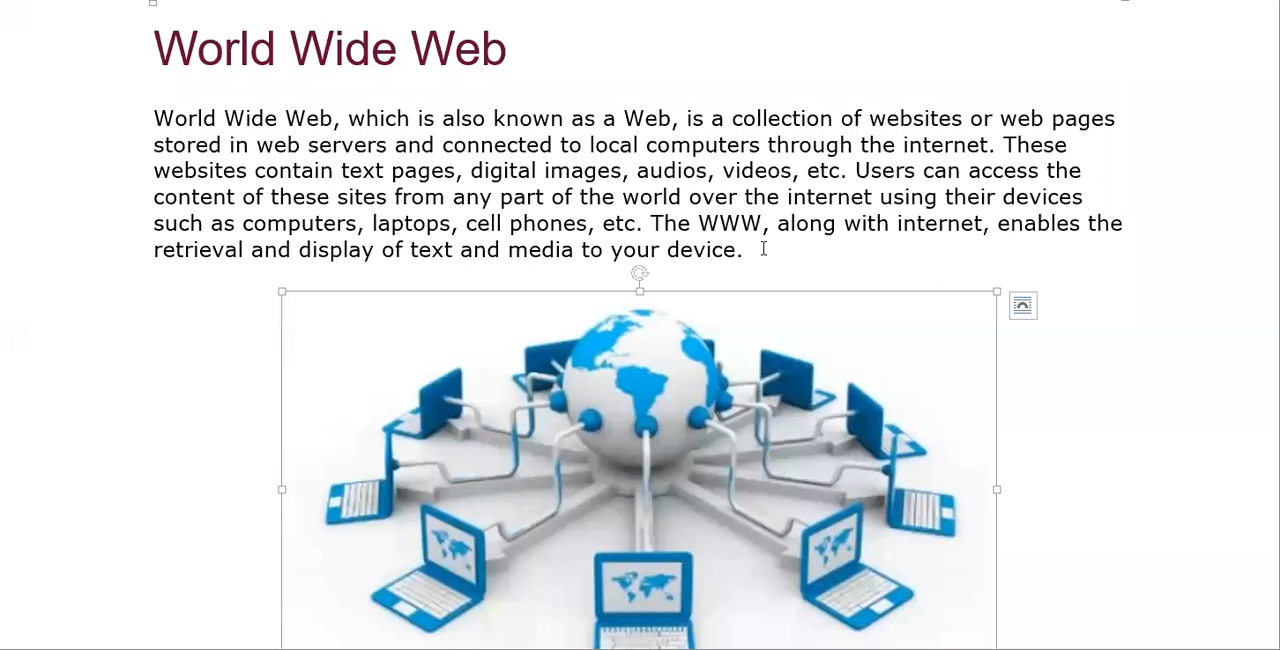 World Wide Web
World Wide Web, which is also known as a Web, is a collection of websites or web pages
stored in web servers and connected to local computers through the internet. These
websites contain text pages, digital images, audios, videos, etc. Users can access the
content of these sites from any part of the world over the internet using their devices
such as computers, laptops, cell phones, etc. The WWW, along with internet, enables the
retrieval and display of text and media to your device.